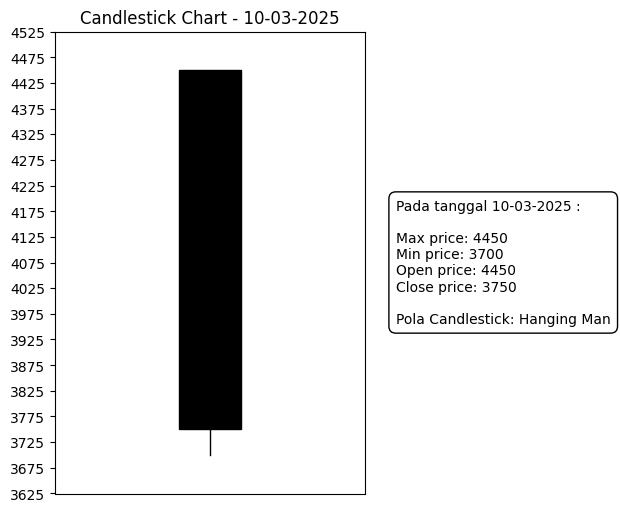 Candlestick Chart - 10-03-2025
4525
4475
4425
4375
4325
4275
4225
4175
4125
4075
4025
3975
3925
3875
3825
3775
3725
3675
3625
Pada tanggal 10-03-2025 :
Max price: 4450
Min price: 3700
Open price: 4450
Close price: 3750
Pola Candlestick: Hanging Man